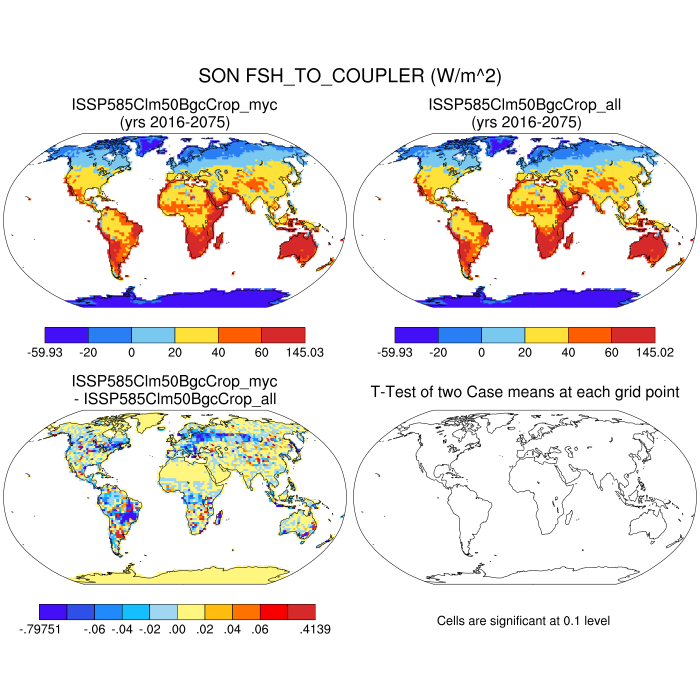 SON FSH_TO_COUPLER (W/m^2)
ISSP585Clm50BgcCrop_myc
(yrs 2016-2075)
ISSP585Clm50BgcCrop_all
(yrs 2016-2075)
-59.93 -20 0 20 40 60 145.03
-59.93 -20 0 20 40 60 145.02
ISSP585Clm50BgcCrop_myc
- ISSP585Clm50BgcCrop_all
T-Test of two Case means at each grid point
-.79751 -.06 -.04 -.02 .00 .02 .04 .06 .4139
Cells are significant at 0.1 level